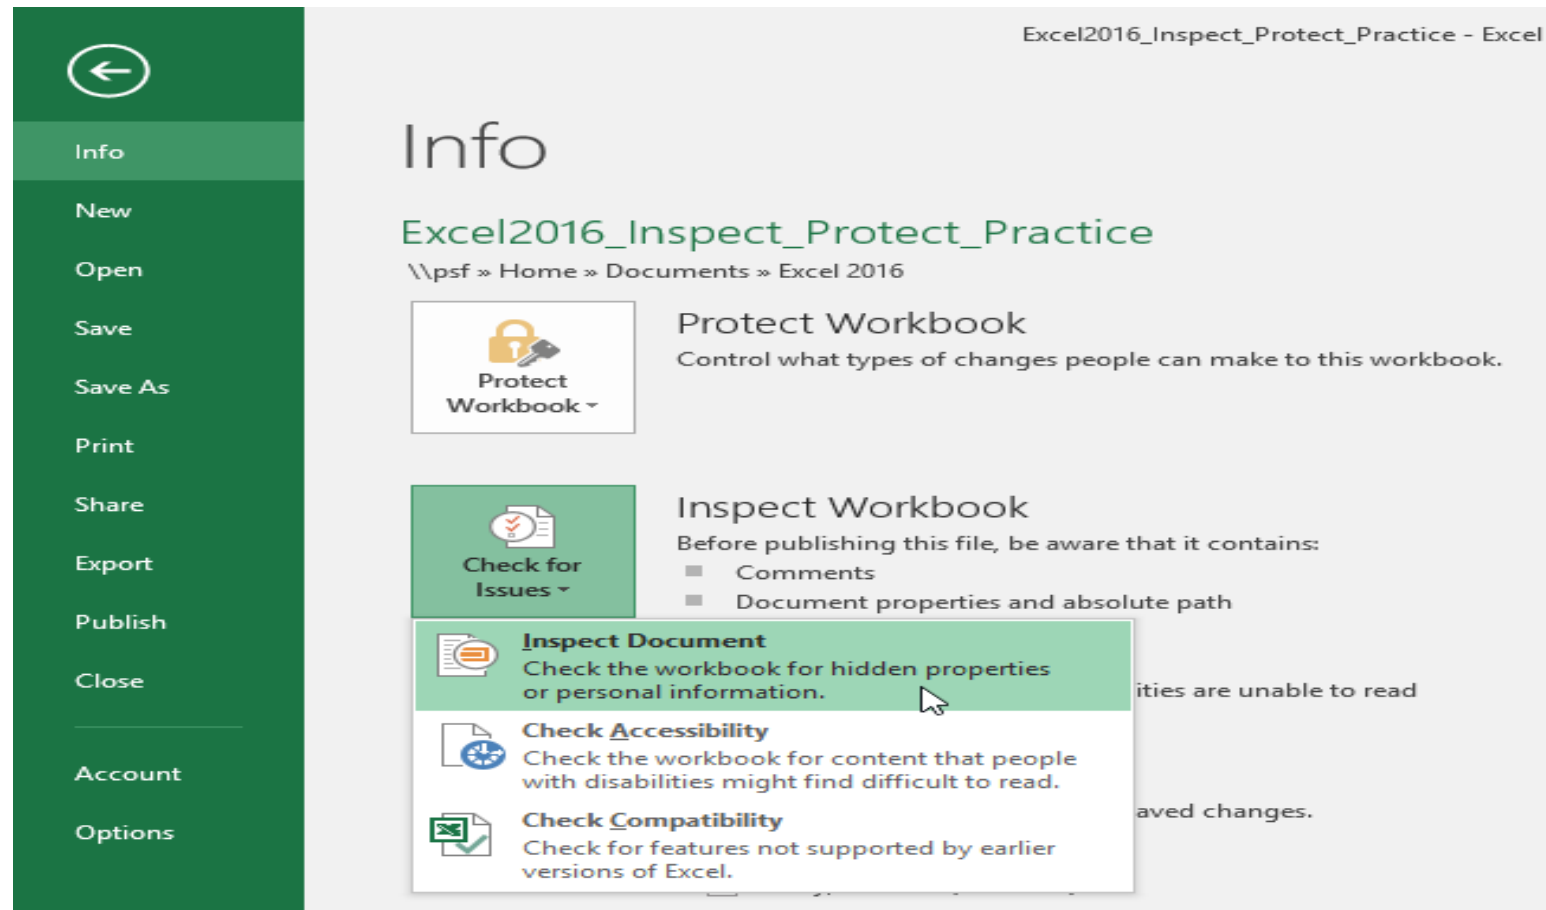 Excel2016_Inspect_Protect_Practice - Excel
Info
New
Open
Save
Save As
Print
Share
Export
Publish
Close
Account
Options
Info
Excel2016_Inspect_Protect_Practice
\\psf » Home » Documents » Excel 2016
Protect
Workbook
Protect Workbook
Control what types of changes people can make to this workbook.
Check for
Issues
Inspect Workbook
Before publishing this file, be aware that it contains:
Comments
Document properties and absolute path
Inspect Document
Check the workbook for hidden properties
or personal information.
ities are unable to read
Check Accessibility
Check the workbook for content that people
with disabilities might find difficult to read.
aved changes.
Check Compatibility
Check for features not supported by earlier
versions of Excel.